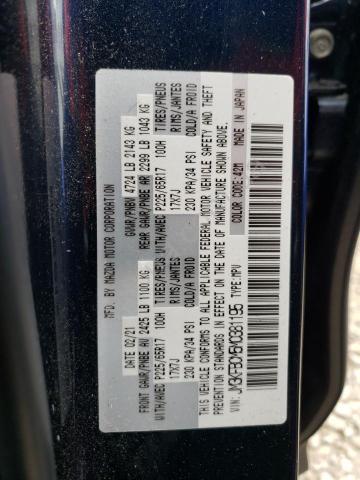 MFD. BY MAZDA MOTOR CORPORATION
02/21 GVWR/PNBV 4724 LB 2143 KG
FRONT GAWR/PNBE AV 2425 LB 1100 KG REAR GAWR/PNBE AR 2299 LB 1043 KG
TIRES/PNEUS TIRES/PNEUS
WITH/AVEC P225/65R17 100H WITH/AVEC P225/65R17 100H
RIMS/JANTES RIMS/JANTES
17X7J 17X7J
COLD/A FROID COLD/A FROID
230 KPA/34 PSI 230 KPA/34 PSI
THIS VEHICLE CONFORMS TO ALL APPLICABLE FEDERAL MOTOR VEHICLE SAFETY AND THEFT
PREVENTION STANDARDS IN EFFECT ON THE DATE OF MANUFACTURE SHOWN ABOVE.
TYPE:MPV
VIN: JM3KFBCM5M0381195 COLOR CODE:42M MADE IN JAPAN